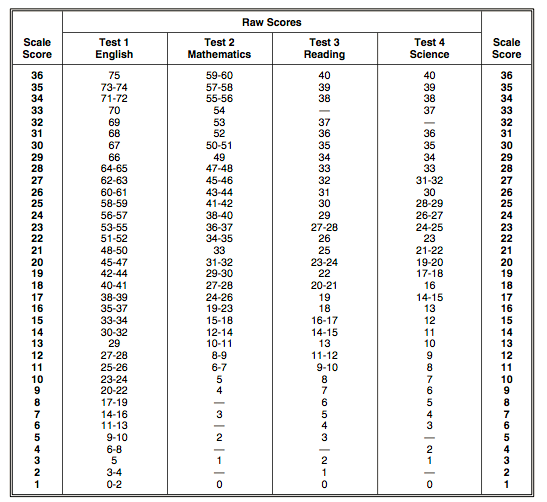 Raw Scores
Scale Test 1 Test 2 Test 3 Test 4 Scale
Score English Mathematics Reading Science Score
36 75 59-60 40 40 36
35 73-74 57-58 39 39 35
34 71-72 55-56 38 38 34
33 70 54 — 37 33
32 69 53 37 — 32
31 68 52 36 36 31
30 67 50-51 35 35 30
29 66 49 34 34 29
28 64-65 47-48 33 33 28
27 62-63 45-46 32 31-32 27
26 60-61 43-44 31 30 26
25 58-59 41-42 30 28-29 25
24 56-57 38-40 29 26-27 24
23 53-55 36-37 27-28 24-25 23
22 51-52 34-35 26 23 22
21 48-50 33 25 21-22 21
20 45-47 31-32 23-24 19-20 20
19 42-44 29-30 22 17-18 19
18 40-41 27-28 20-21 16 18
17 38-39 24-26 19 14-15 17
16 35-37 19-23 18 13 16
15 33-34 15-18 16-17 12 15
14 30-32 12-14 14-15 11 14
13 29 10-11 13 10 13
12 27-28 8-9 11-12 9 12
11 25-26 6-7 9-10 8 11
10 23-24 5 8 7 10
9 20-22 4 7 6 9
8 17-19 — 6 5 8
7 14-16 3 5 4 7
6 11-13 — 4 3 6
5 9-10 2 3 — 5
4 6-8 — — 2 4
3 5 1 2 1 3
2 3-4 — 1 — 2
1 0-2 0 0 0 1